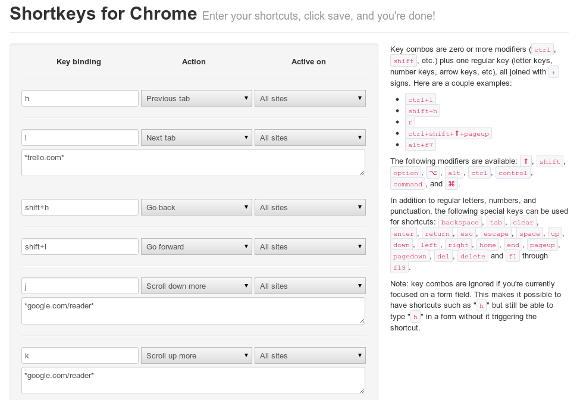 Shortkeys for Chrome Enter your shortcuts, click save, and you're done!
Key binding Action Active on
h Previous tab All sites
l Next tab All sites
*trello.com*
shift+h Go back All sites
shift+l Go forward All sites
j Scroll down more All sites
*google.com/reader*
k Scroll up more All sites
*google.com/reader*
Key combos are zero or more modifiers ( ctrl ,
shift , etc.) plus one regular key (letter keys,
number keys, arrow keys, etc), all joined with +
signs. Here are a couple examples:
• ctrl+l
• shift+h
• r
• ctrl+shift+⬆+pageup
• alt+f7
The following modifiers are available: ⬆ , shift ,
option , ⌥ , alt , ctrl , control ,
command , and ⌘ .
In addition to regular letters, numbers, and
punctuation, the following special keys can be used
for shortcuts: backspace , tab , clear ,
enter , return , esc , escape , space , up ,
down , left , right , home , end , pageup ,
pagedown , del , delete and f1 through
f19 .
Note: key combos are ignored if you're currently
focused on a form field. This makes it possible to
have shortcuts such as " h " but still be able to
type " h " in a form without it triggering the
shortcut.